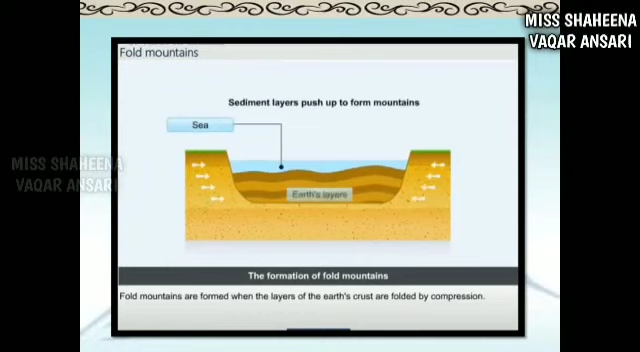 MISS SHAHEENA
VAQAR ANSARI
Fold mountains
Sediment layers push up to form mountains
Sea
MISS SHAHEENA
VAQAR ANSARI
Earth's layers
The formation of fold mountains
Fold mountains are formed when the layers of the earth's crust are folded by compression.